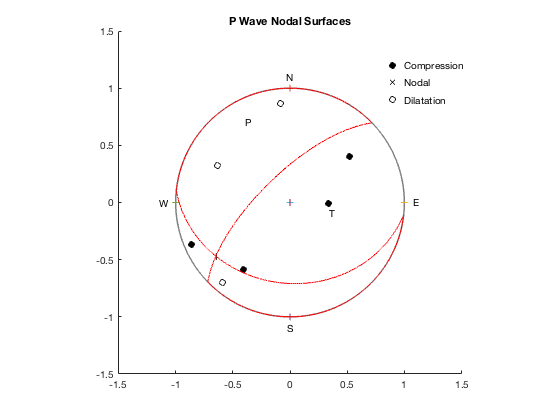 P Wave Nodal Surfaces
1.5
Compression
Nodal
Dilatation
N
1
P
0.5
0
W
E
T
I
-0.5
-1
S
-1.5
-1.5
-1
-0.5
0
0.5
1
1.5